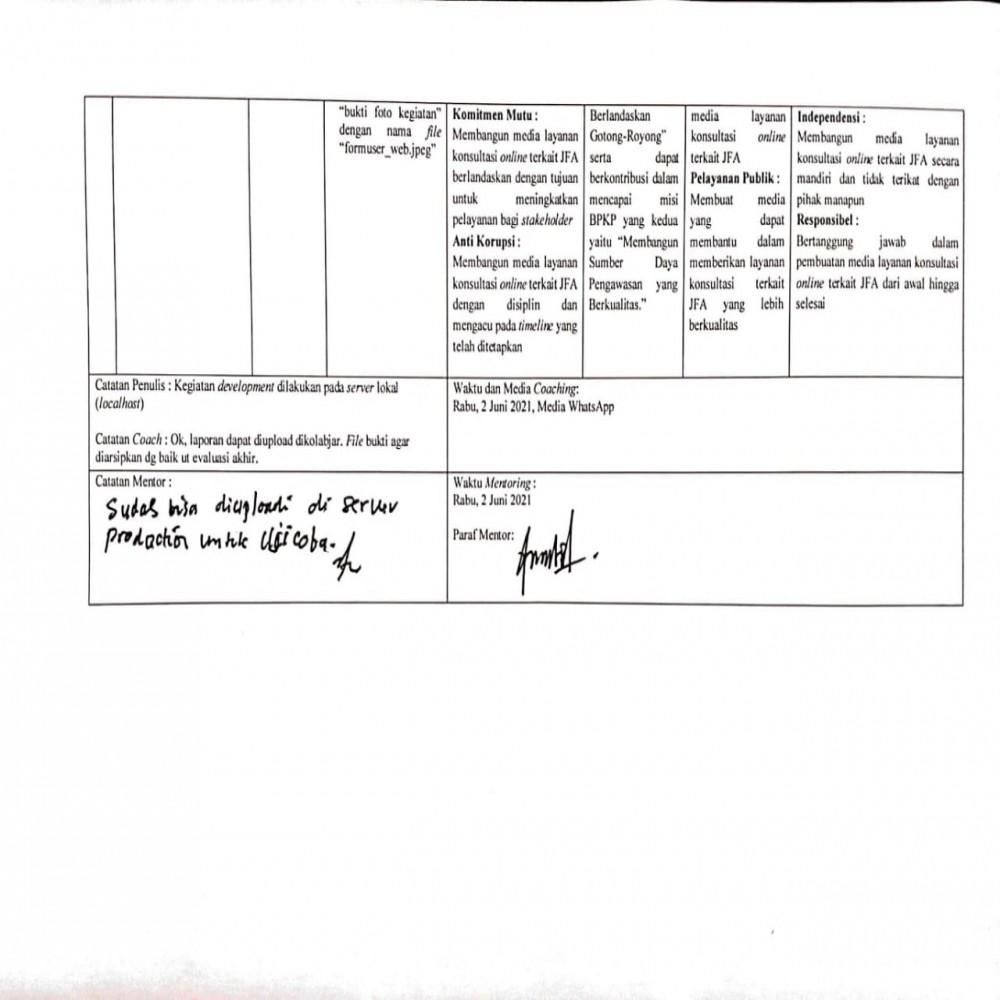 "bukti foto kegiatan"
dengan nama file
"formuser_web.jpeg"
Komitmen Mutu :
Membangun media layanan
konsultasi online terkait JFA
berlandaskan dengan tujuan
untuk meningkatkan
pelayanan bagi stakeholder
Anti Korupsi :
Membangun media layanan
konsultasi online terkait JFA
dengan disiplin dan
mengacu pada timeline yang
telah ditetapkan
Berlandaskan
Gotong-Royong"
serta dapat
berkontribusi dalam
mencapai misi
BPKP yang kedua
yaitu "Membangun
Sumber Daya
Pengawasan yang
Berkualitas."
media layanan
konsultasi online
terkait JFA
Pelayanan Publik :
Membuat media
yang dapat
membantu dalam
memberikan layanan
konsultasi terkait
JFA yang lebih
berkualitas
Independensi :
Membangun media layanan
konsultasi online terkait JFA secara
mandiri dan tidak terikat dengan
pihak manapun
Responsibel :
Bertanggung jawab dalam
pembuatan media layanan konsultasi
online terkait JFA dari awal hingga
selesai
Catatan Penulis : Kegiatan development dilakukan pada server lokal
(localhost)
Catatan Coach : Ok, laporan dapat diupload dikolabjar. File bukti agar
diarsipkan dg baik ut evaluasi akhir.
Waktu dan Media Coaching:
Rabu, 2 Juni 2021, Media WhatsApp
Catatan Mentor :
Sudah bisa diupload di server
production untuk Ujicoba.
Waktu Mentoring :
Rabu, 2 Juni 2021
Paraf Mentor: